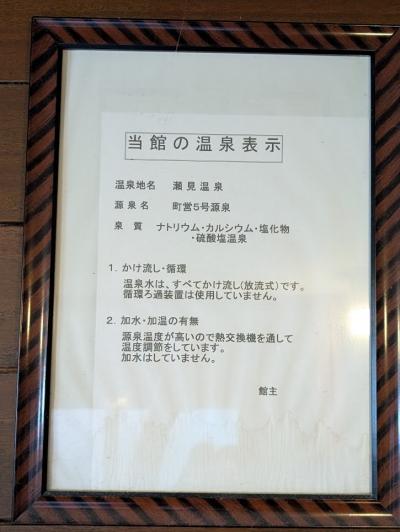 当館の温泉表示
温泉地名 瀬見温泉
源泉名 町営5号源泉
泉質 ナトリウム・カルシウム・塩化物
・硫酸塩温泉
1. かけ流し・循環
温泉水は、すべてかけ流し(放流式)です。
循環ろ過装置は使用していません。
2. 加水・加温の有無
源泉温度が高いので熱交換機を通して
温度調節をしています。
加水はしていません。
館主